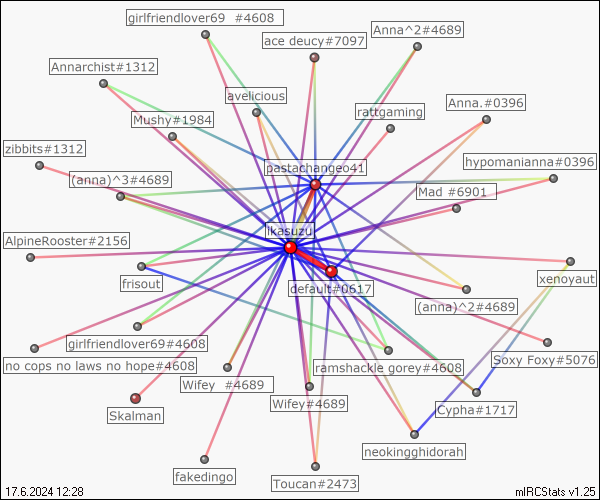 girlfriendlover69 #4608
Anna^2#4689
ace deucy#7097
Annarchist#1312
avelicious
Anna.#0396
rattgaming
Mushy#1984
zibbits#1312
hypomanianna#0396
pastachangeo41
(anna)^3#4689
Mad #6901
ikasuzu
AlpineRooster#2156
xenoyaut
frisout
default#0617
(anna)^2#4689
girlfriendlover69#4608
Soxy Foxy#5076
no cops no laws no hope#4608
ramshackle gorey#4608
Wifey #4689
Wifey#4689
Cypha#1717
Skalman
neokingghidorah
fakedingo
Toucan#2473
17.6.2024 12:28
mIRCStats v1.25